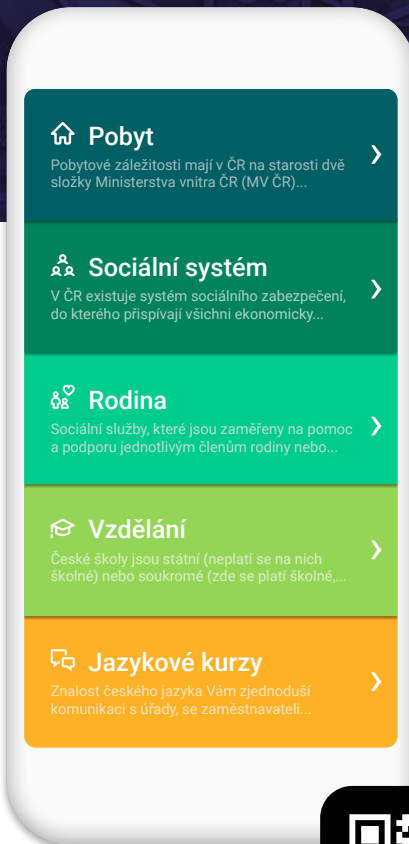 Pobyt
Pobytové záležitosti mají v ČR na starosti dvě
složky Ministerstva vnitra ČR (MV ČR)...
Sociální systém
V ČR existuje systém sociálního zabezpečení,
do kterého přispívají všichni ekonomicky...
Rodina
Sociální služby, které jsou zaměřeny na pomoc
a podporu jednotlivým členům rodiny nebo...
Vzdělání
České školy jsou státní (neplatí se na nich
školné) nebo soukromé (zde se platí školné,...
Jazykové kurzy
Znalost českého jazyka Vám zjednoduší
komunikaci s úřady, se zaměstnavateli...